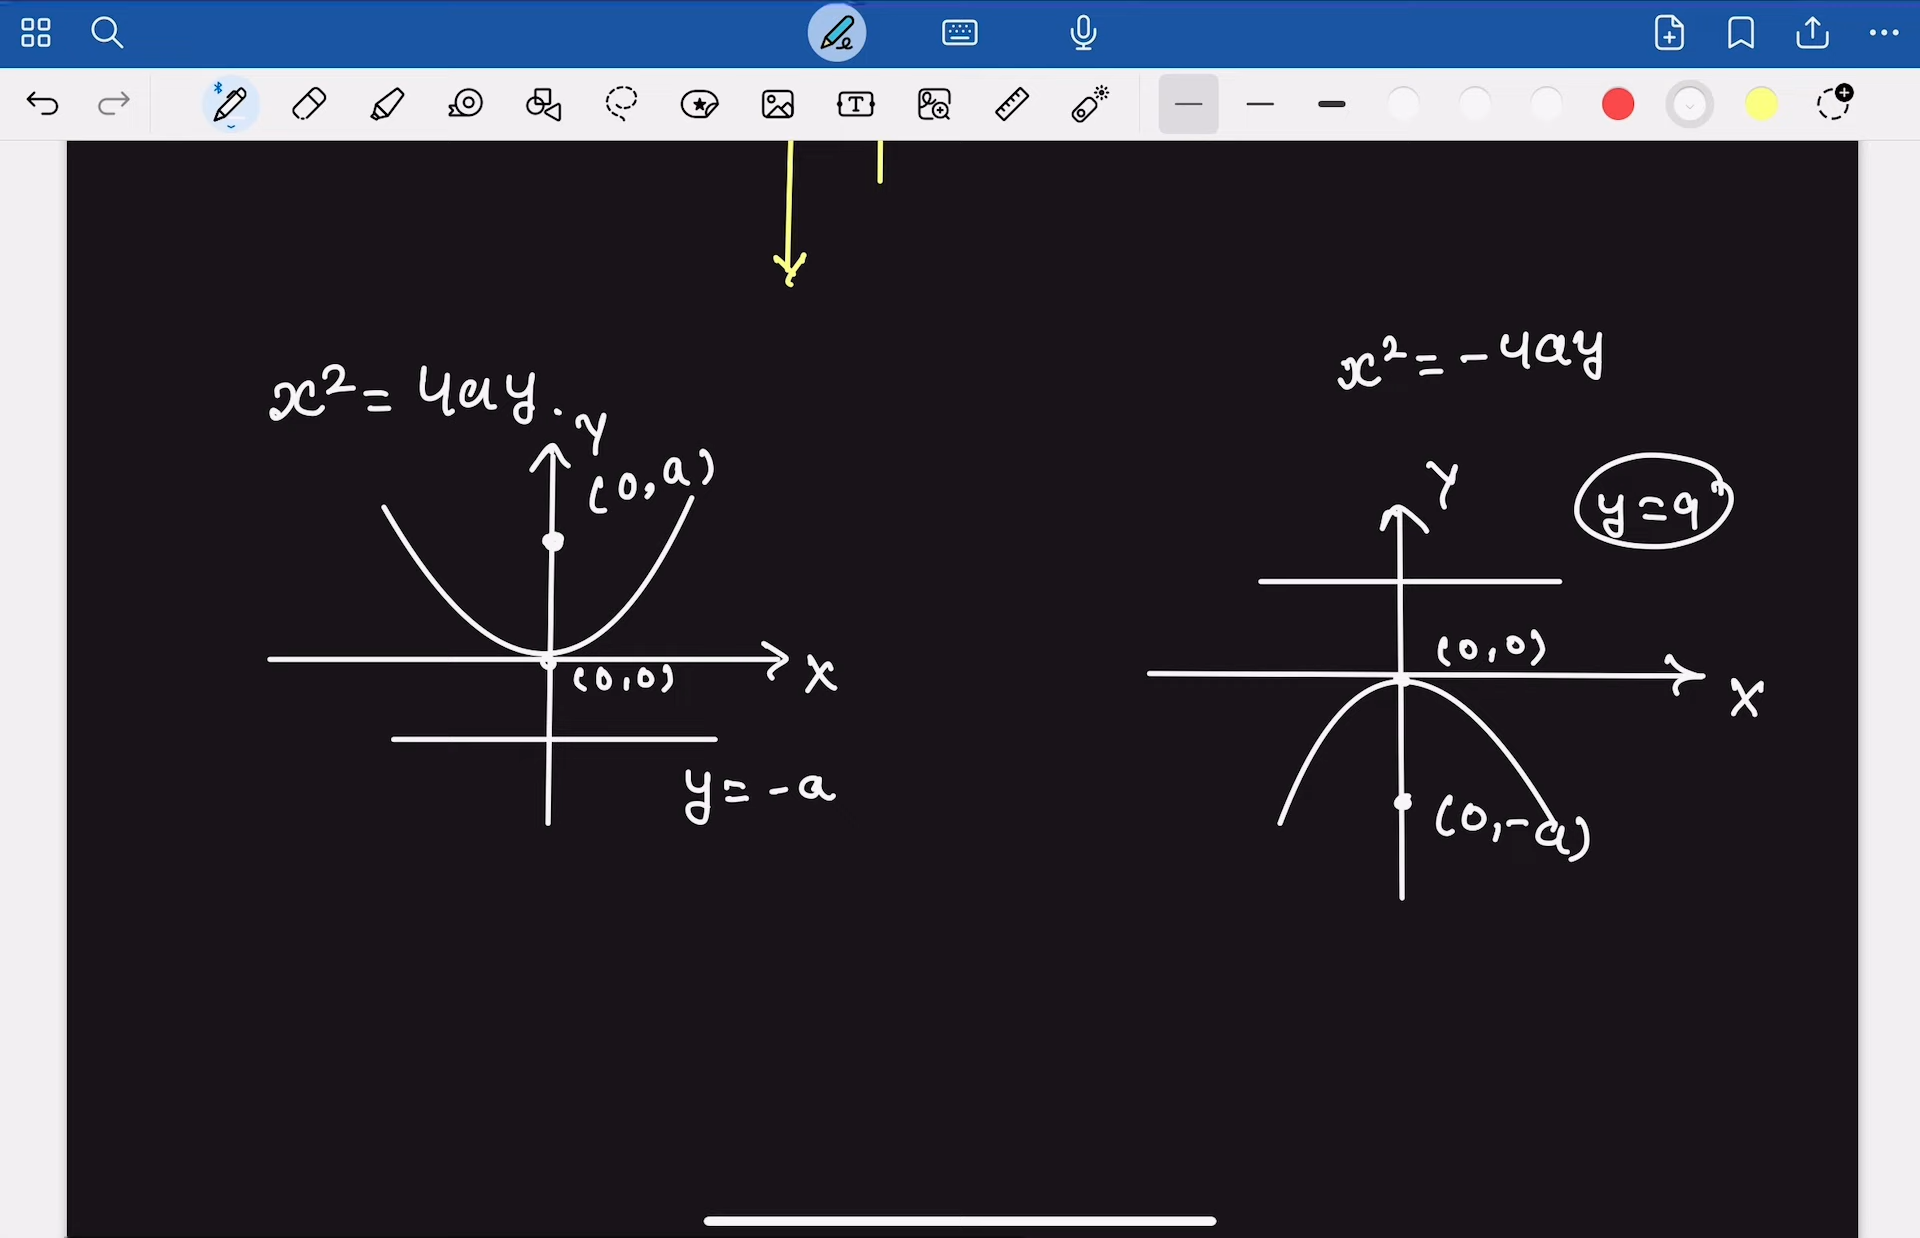 x² = 4ay.
Y
(0,a)
(0,0)
X
y = -a
x² = -4ay
Y
y = a
(0,0)
X
(0,-a)